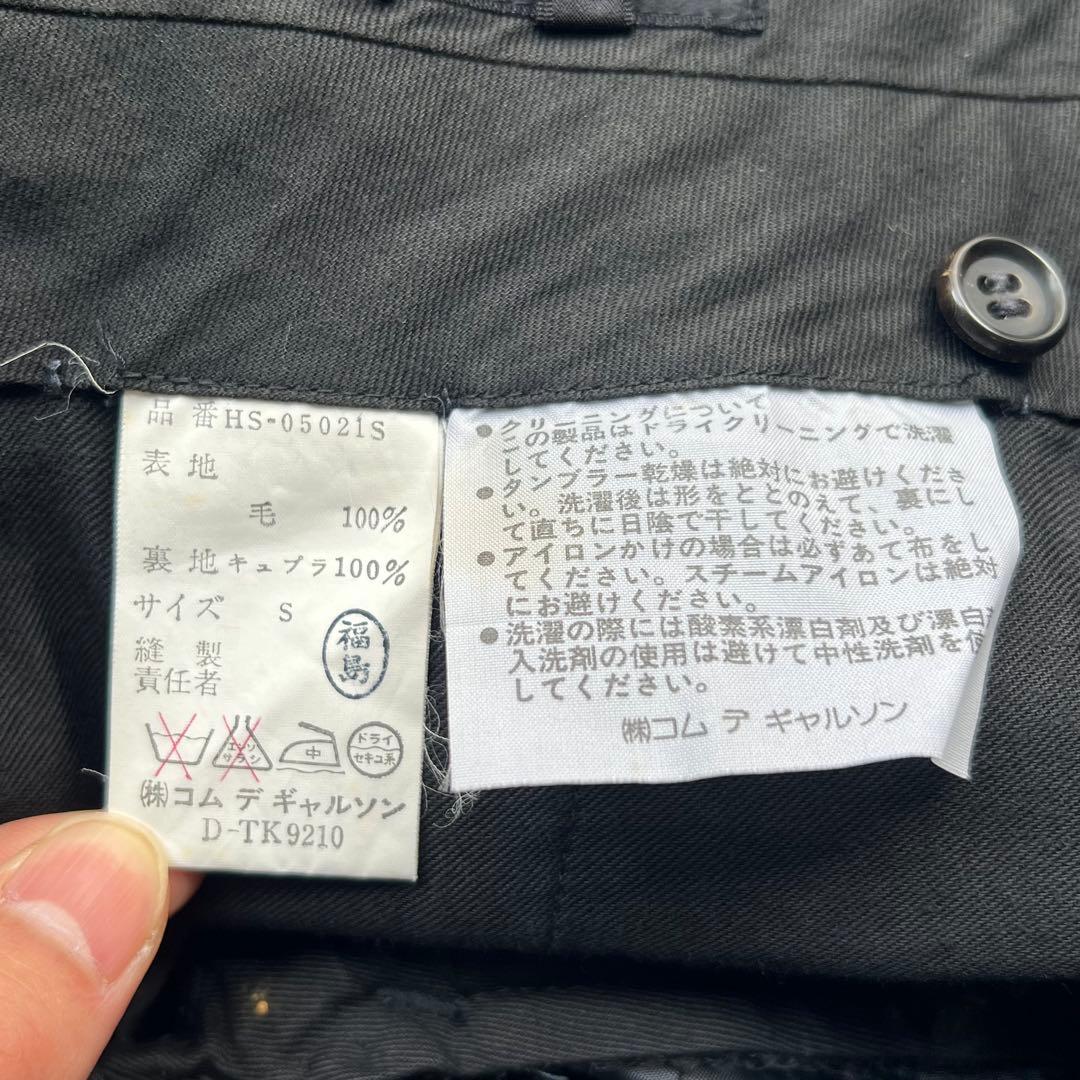 品番HS-05021S
表地
毛 100%
裏地キュプラ100%
サイズ S
縫製
責任者
福島
エンソ
サラシ
中
ドライ
セキユ系
㈱コム デ ギャルソン
D-TK9210
●クリーニングについて
この製品はドライクリーニングで洗濯
してください。
●タンブラー乾燥は絶対にお避けくださ
い。洗濯後は形をととのえて、裏にし
て直ちに日陰で干してください。
●アイロンかけの場合は必ずあて布をし
てください。スチームアイロンは絶対
にお避けください。
●洗濯の際には酸素系漂白剤及び漂白
入洗剤の使用は避けて中性洗剤を使
してください。
㈱コム デ ギャルソン